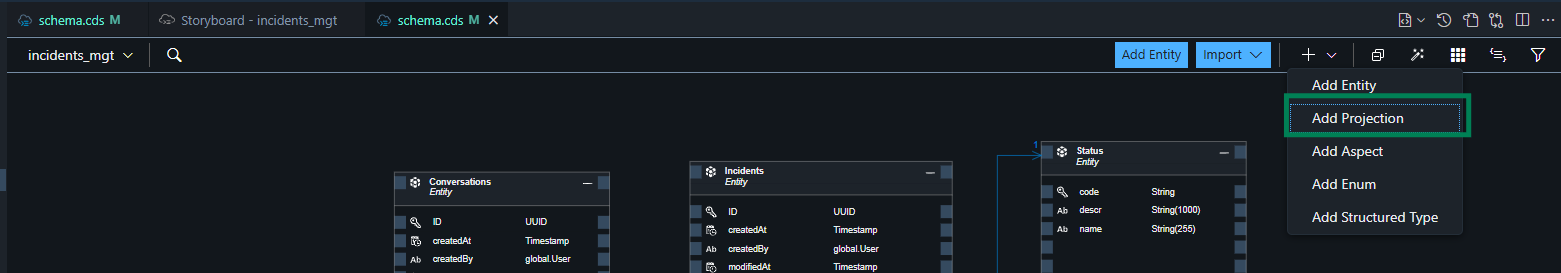 schema.cds M
Storyboard - incidents_mgt
schema.cds M
incidents_mgt
Add Entity
Import
Add Entity
Add Projection
Add Aspect
Add Enum
Add Structured Type
Conversations
Entity
ID UUID
createdAt Timestamp
createdBy global.User
Incidents
Entity
ID UUID
createdAt Timestamp
createdBy global.User
modifiedAt Timestamp
1
Status
Entity
code String
Ab descr String(1000)
Ab name String(255)